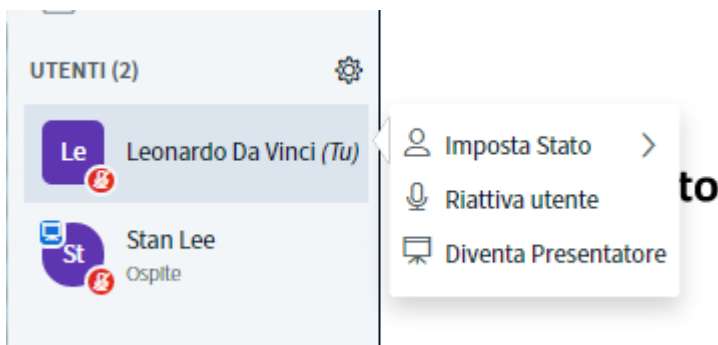 UTENTI (2)
Le
Leonardo Da Vinci (Tu)
St
Stan Lee
Ospite
Imposta Stato
Riattiva utente
Diventa Presentatore
to